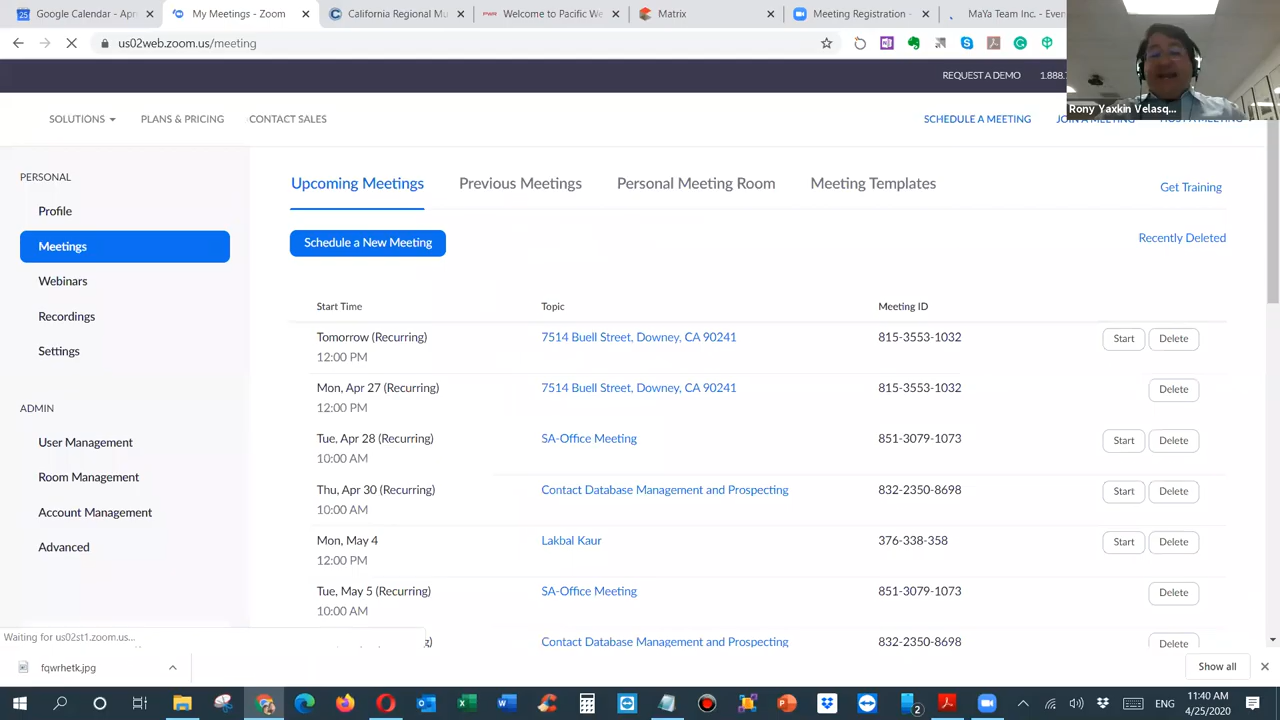 Google Calendar - Apr
My Meetings - Zoom
California Regional Mu
Welcome to Pacific We
Matrix
Meeting Registration -
MaYa Team Inc. - Even
us02web.zoom.us/meeting
REQUEST A DEMO 1.888.
SOLUTIONS PLANS & PRICING CONTACT SALES SCHEDULE A MEETING JOIN A MEETING HOST A MEETING
Rony Yaxkin Velasq...
PERSONAL
Profile
Meetings
Webinars
Recordings
Settings
ADMIN
User Management
Room Management
Account Management
Advanced
Upcoming Meetings Previous Meetings Personal Meeting Room Meeting Templates Get Training
Schedule a New Meeting Recently Deleted
Start Time Topic Meeting ID
Tomorrow (Recurring) 7514 Buell Street, Downey, CA 90241 815-3553-1032 Start Delete
12:00 PM
Mon, Apr 27 (Recurring) 7514 Buell Street, Downey, CA 90241 815-3553-1032 Delete
12:00 PM
Tue, Apr 28 (Recurring) SA-Office Meeting 851-3079-1073 Start Delete
10:00 AM
Thu, Apr 30 (Recurring) Contact Database Management and Prospecting 832-2350-8698 Start Delete
10:00 AM
Mon, May 4 Lakbal Kaur 376-338-358 Start Delete
12:00 PM
Tue, May 5 (Recurring) SA-Office Meeting 851-3079-1073 Delete
10:00 AM
Contact Database Management and Prospecting 832-2350-8698 Delete
Waiting for us02st1.zoom.us...
fqwrhetk.jpg Show all
ENG 11:40 AM
4/25/2020